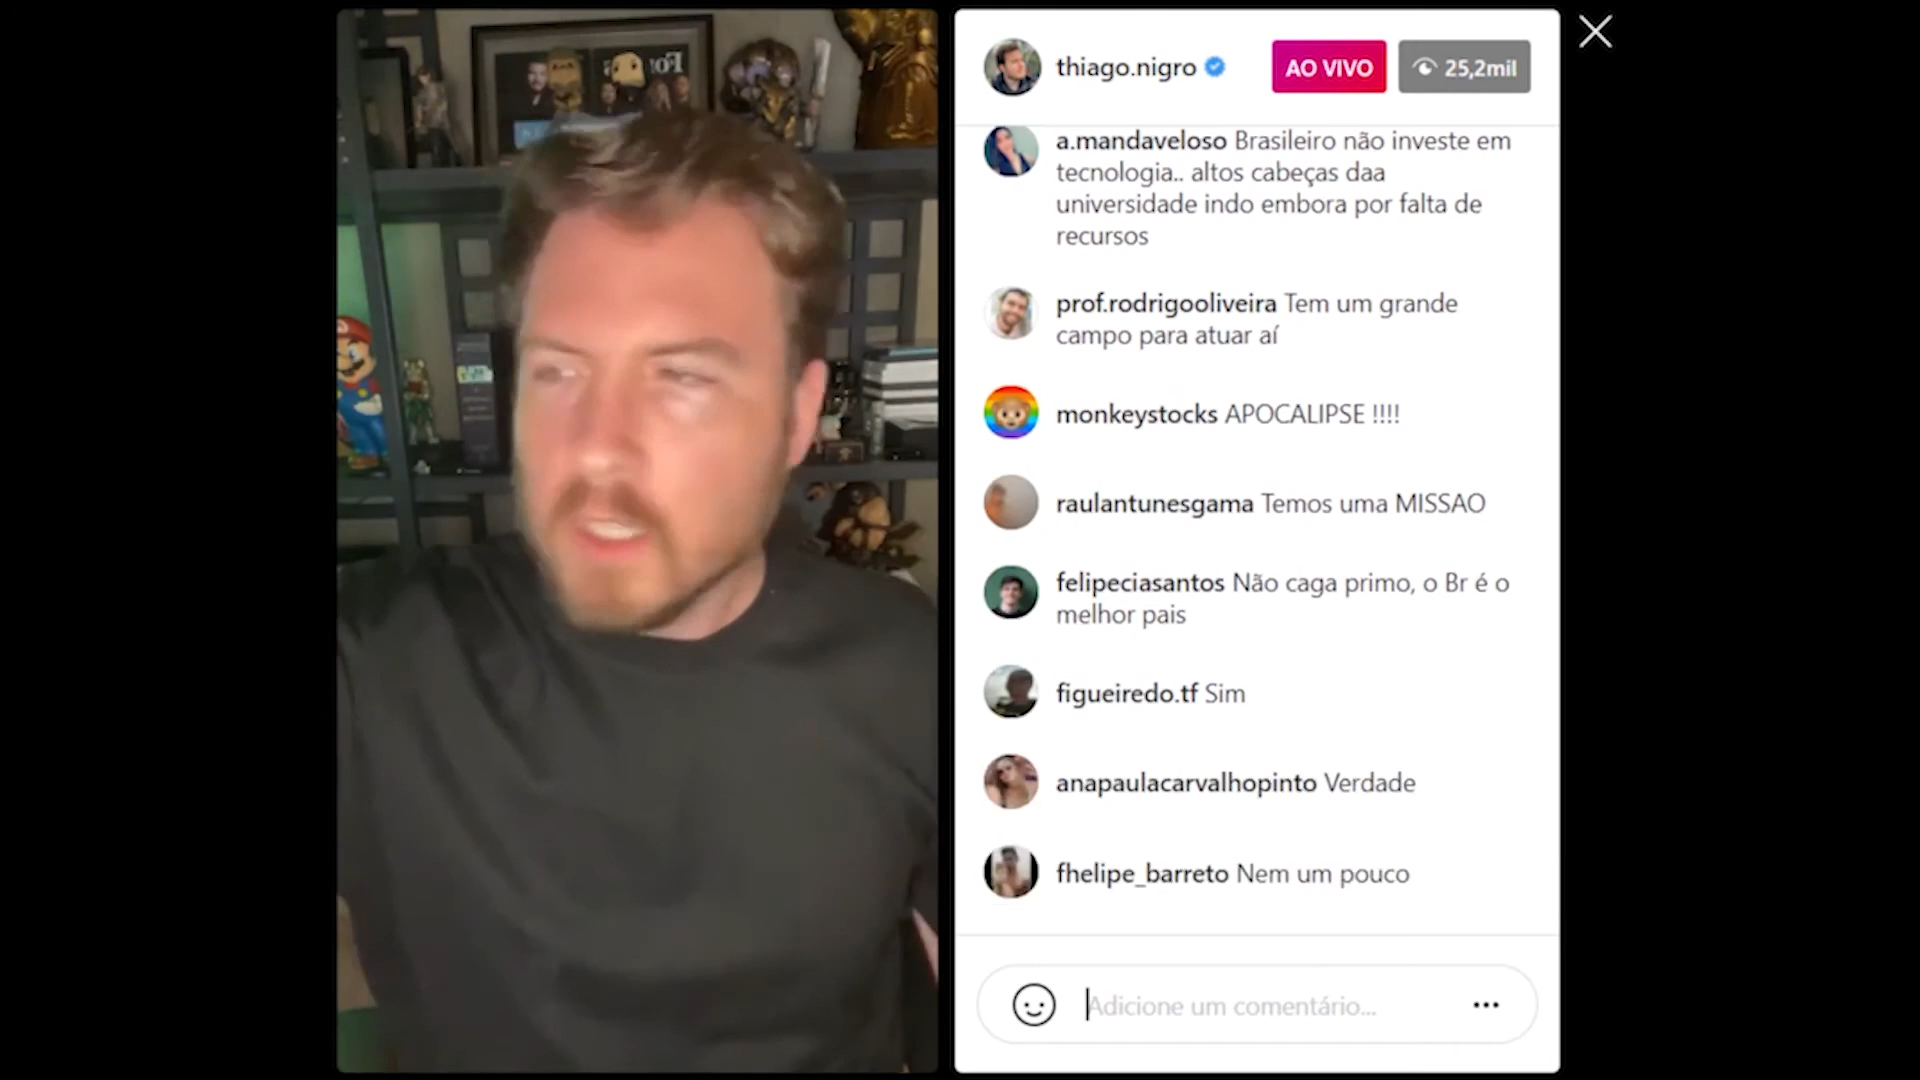 thiago.nigro
AO VIVO
25,2mil
a.mandaveloso Brasileiro não investe em
tecnologia.. altos cabeças daa
universidade indo embora por falta de
recursos
prof.rodrigooliveira Tem um grande
campo para atuar aí
monkeystocks APOCALIPSE !!!!
raulantunesgama Temos uma MISSAO
felipeciasantos Não caga primo, o Br é o
melhor pais
figueiredo.tf Sim
anapaulacarvalhopinto Verdade
fhelipe_barreto Nem um pouco
Adicione um comentário...